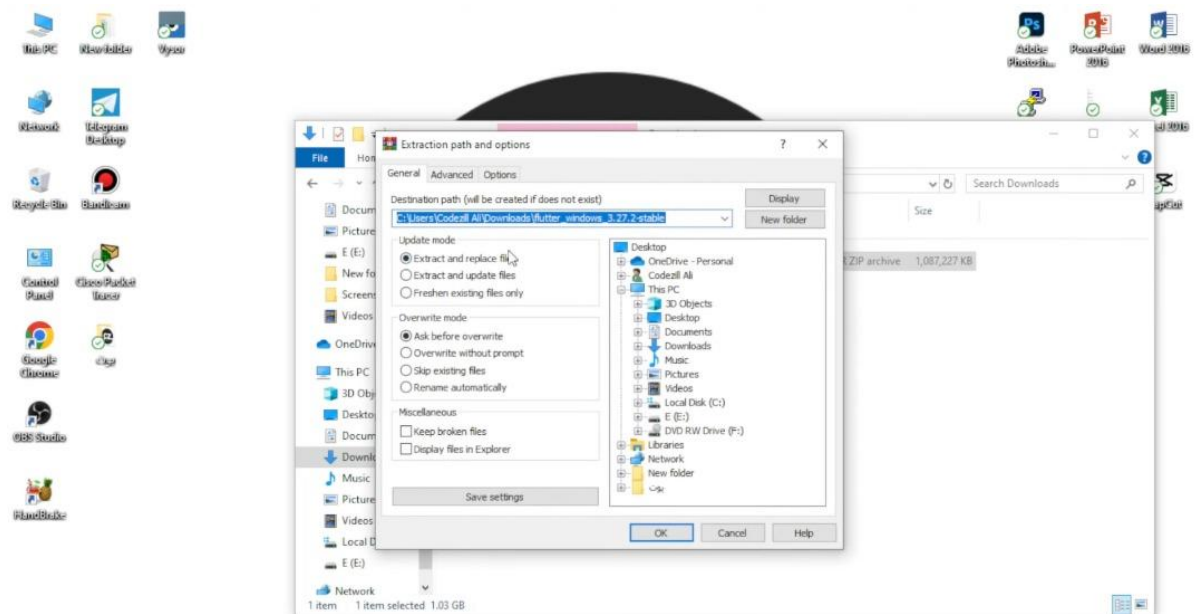 This PC
New folder
Vysor
Adobe
Photosh...
PowerPoint
2016
Word 2016
Network
Telegram
Desktop
Recycle Bin
Bandicam
Control
Panel
Cisco Packet
Tracer
Google
Chrome
OBS Studio
HandBrake
File
Hom
Search Downloads
Size
R ZIP archive 1,087,227 KB
Docum
Picture
E (E:)
New fo
Screens
Videos
OneDrive
This PC
3D Obj
Deskto
Docum
Downlo
Music
Picture
Videos
Local D
E (E:)
Network
1 item 1 item selected 1.03 GB
Extraction path and options
General Advanced Options
Destination path (will be created if does not exist)
Display
C:\Users\Codezill Ali\Downloads\flutter_windows_3.27.2-stable
New folder
Update mode
Extract and replace files
Extract and update files
Freshen existing files only
Overwrite mode
Ask before overwrite
Overwrite without prompt
Skip existing files
Rename automatically
Miscellaneous
Keep broken files
Display files in Explorer
Save settings
Desktop
OneDrive - Personal
Codezill Ali
This PC
3D Objects
Desktop
Documents
Downloads
Music
Pictures
Videos
Local Disk (C:)
E (E:)
DVD RW Drive (F:)
Libraries
Network
New folder
OK Cancel Help